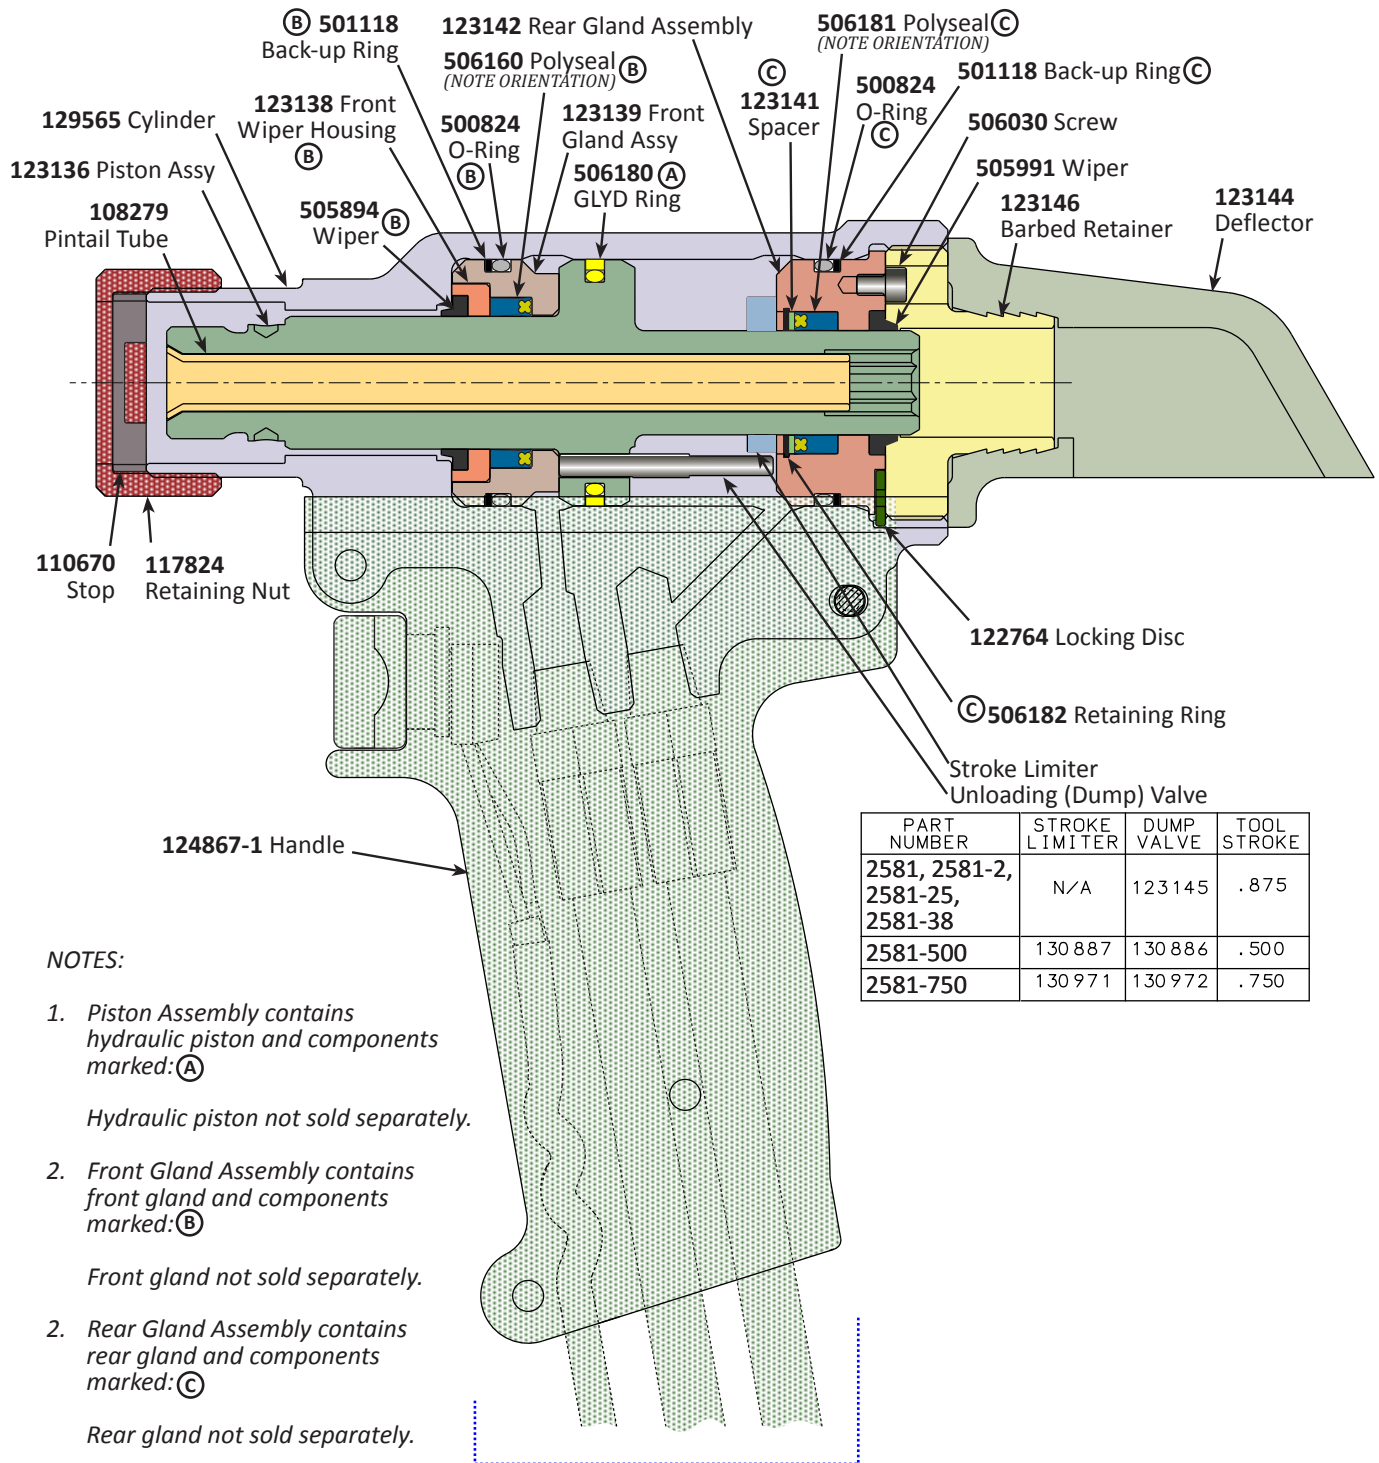 Ⓑ 501118
Back-up Ring
123142 Rear Gland Assembly
506181 Polyseal Ⓒ
(NOTE ORIENTATION)
506160 Polyseal Ⓑ
(NOTE ORIENTATION)
Ⓒ
123141
Spacer
500824
O-Ring
Ⓒ
501118 Back-up Ring Ⓒ
129565 Cylinder
123138 Front
Wiper Housing
Ⓑ
500824
O-Ring
Ⓑ
123139 Front
Gland Assy
506030 Screw
123136 Piston Assy
506180 Ⓐ
GLYD Ring
505991 Wiper
108279
Pintail Tube
505894 Ⓑ
Wiper
123146
Barbed Retainer
123144
Deflector
110670
Stop
117824
Retaining Nut
122764 Locking Disc
Ⓒ 506182 Retaining Ring
Stroke Limiter
Unloading (Dump) Valve
124867-1 Handle
PART NUMBER STROKE LIMITER DUMP VALVE TOOL STROKE
2581, 2581-2,
2581-25,
2581-38 N/A 123145 .875
2581-500 130887 130886 .500
2581-750 130971 130972 .750
NOTES:
1. Piston Assembly contains
hydraulic piston and components
marked: Ⓐ
Hydraulic piston not sold separately.
2. Front Gland Assembly contains
front gland and components
marked: Ⓑ
Front gland not sold separately.
2. Rear Gland Assembly contains
rear gland and components
marked: Ⓒ
Rear gland not sold separately.